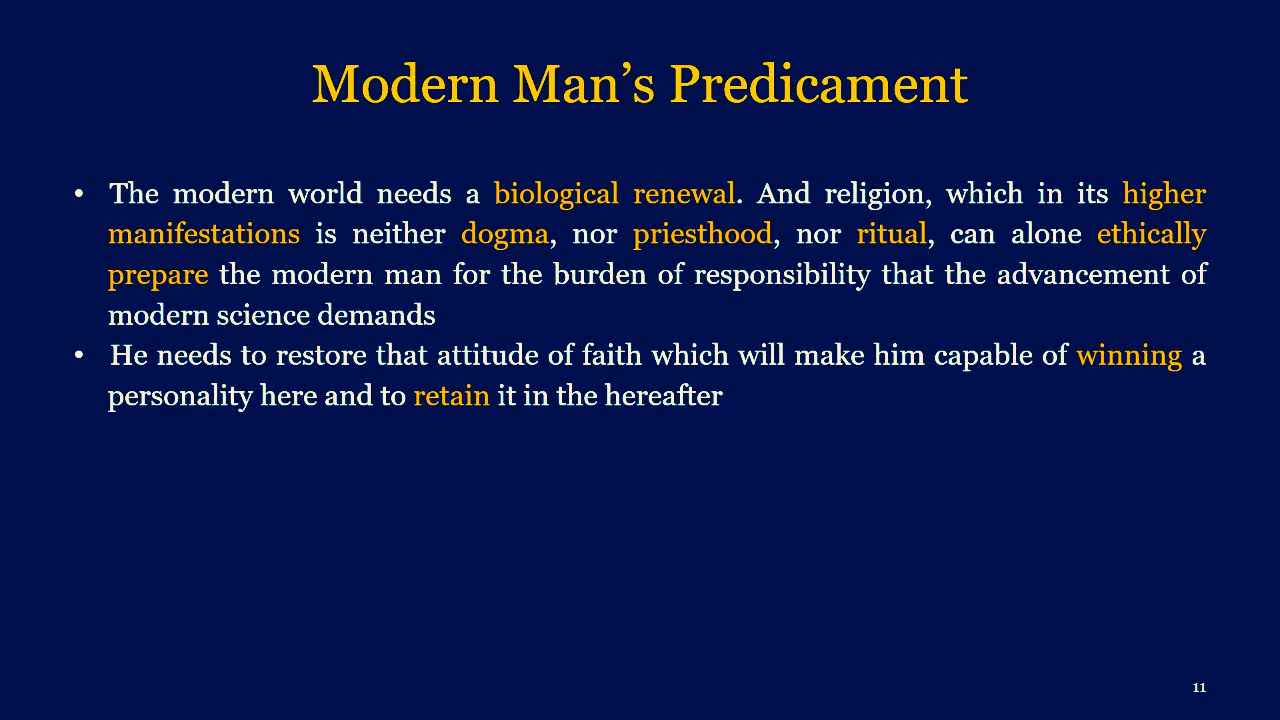 Modern Man’s Predicament
• The modern world needs a biological renewal. And religion, which in its higher
manifestations is neither dogma, nor priesthood, nor ritual, can alone ethically
prepare the modern man for the burden of responsibility that the advancement of
modern science demands
• He needs to restore that attitude of faith which will make him capable of winning a
personality here and to retain it in the hereafter
11